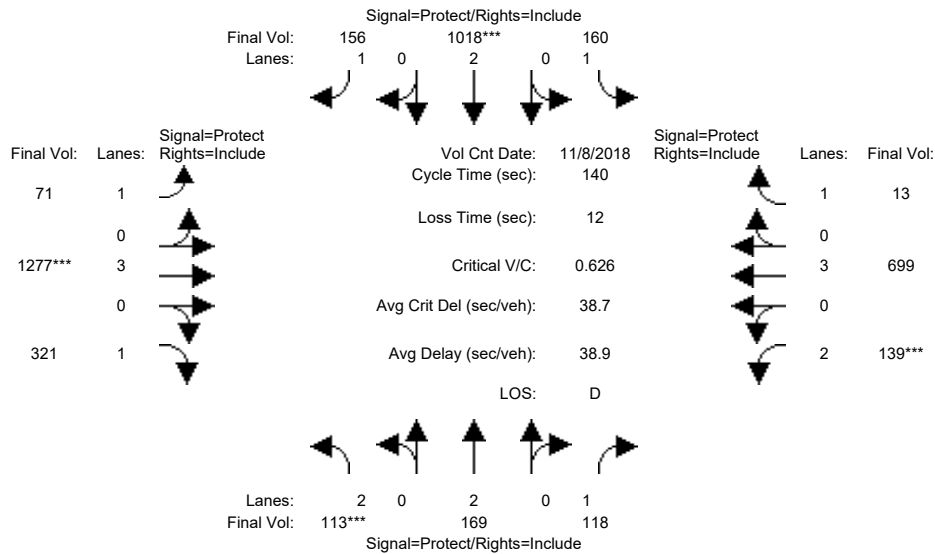 Signal=Protect/Rights=Include
Final Vol: 156 1018*** 160
Lanes: 1 0 2 0 1
Signal=Protect
Final Vol: Lanes: Rights=Include
Vol Cnt Date: 11/8/2018
Signal=Protect
Rights=Include Lanes: Final Vol:
Cycle Time (sec): 140
71 1
1 13
Loss Time (sec): 12
0
0
1277*** 3
Critical V/C: 0.626
3 699
0
Avg Crit Del (sec/veh): 38.7
0
321 1
Avg Delay (sec/veh): 38.9
2 139***
LOS: D
Lanes: 2 0 2 0 1
Final Vol: 113*** 169 118
Signal=Protect/Rights=Include